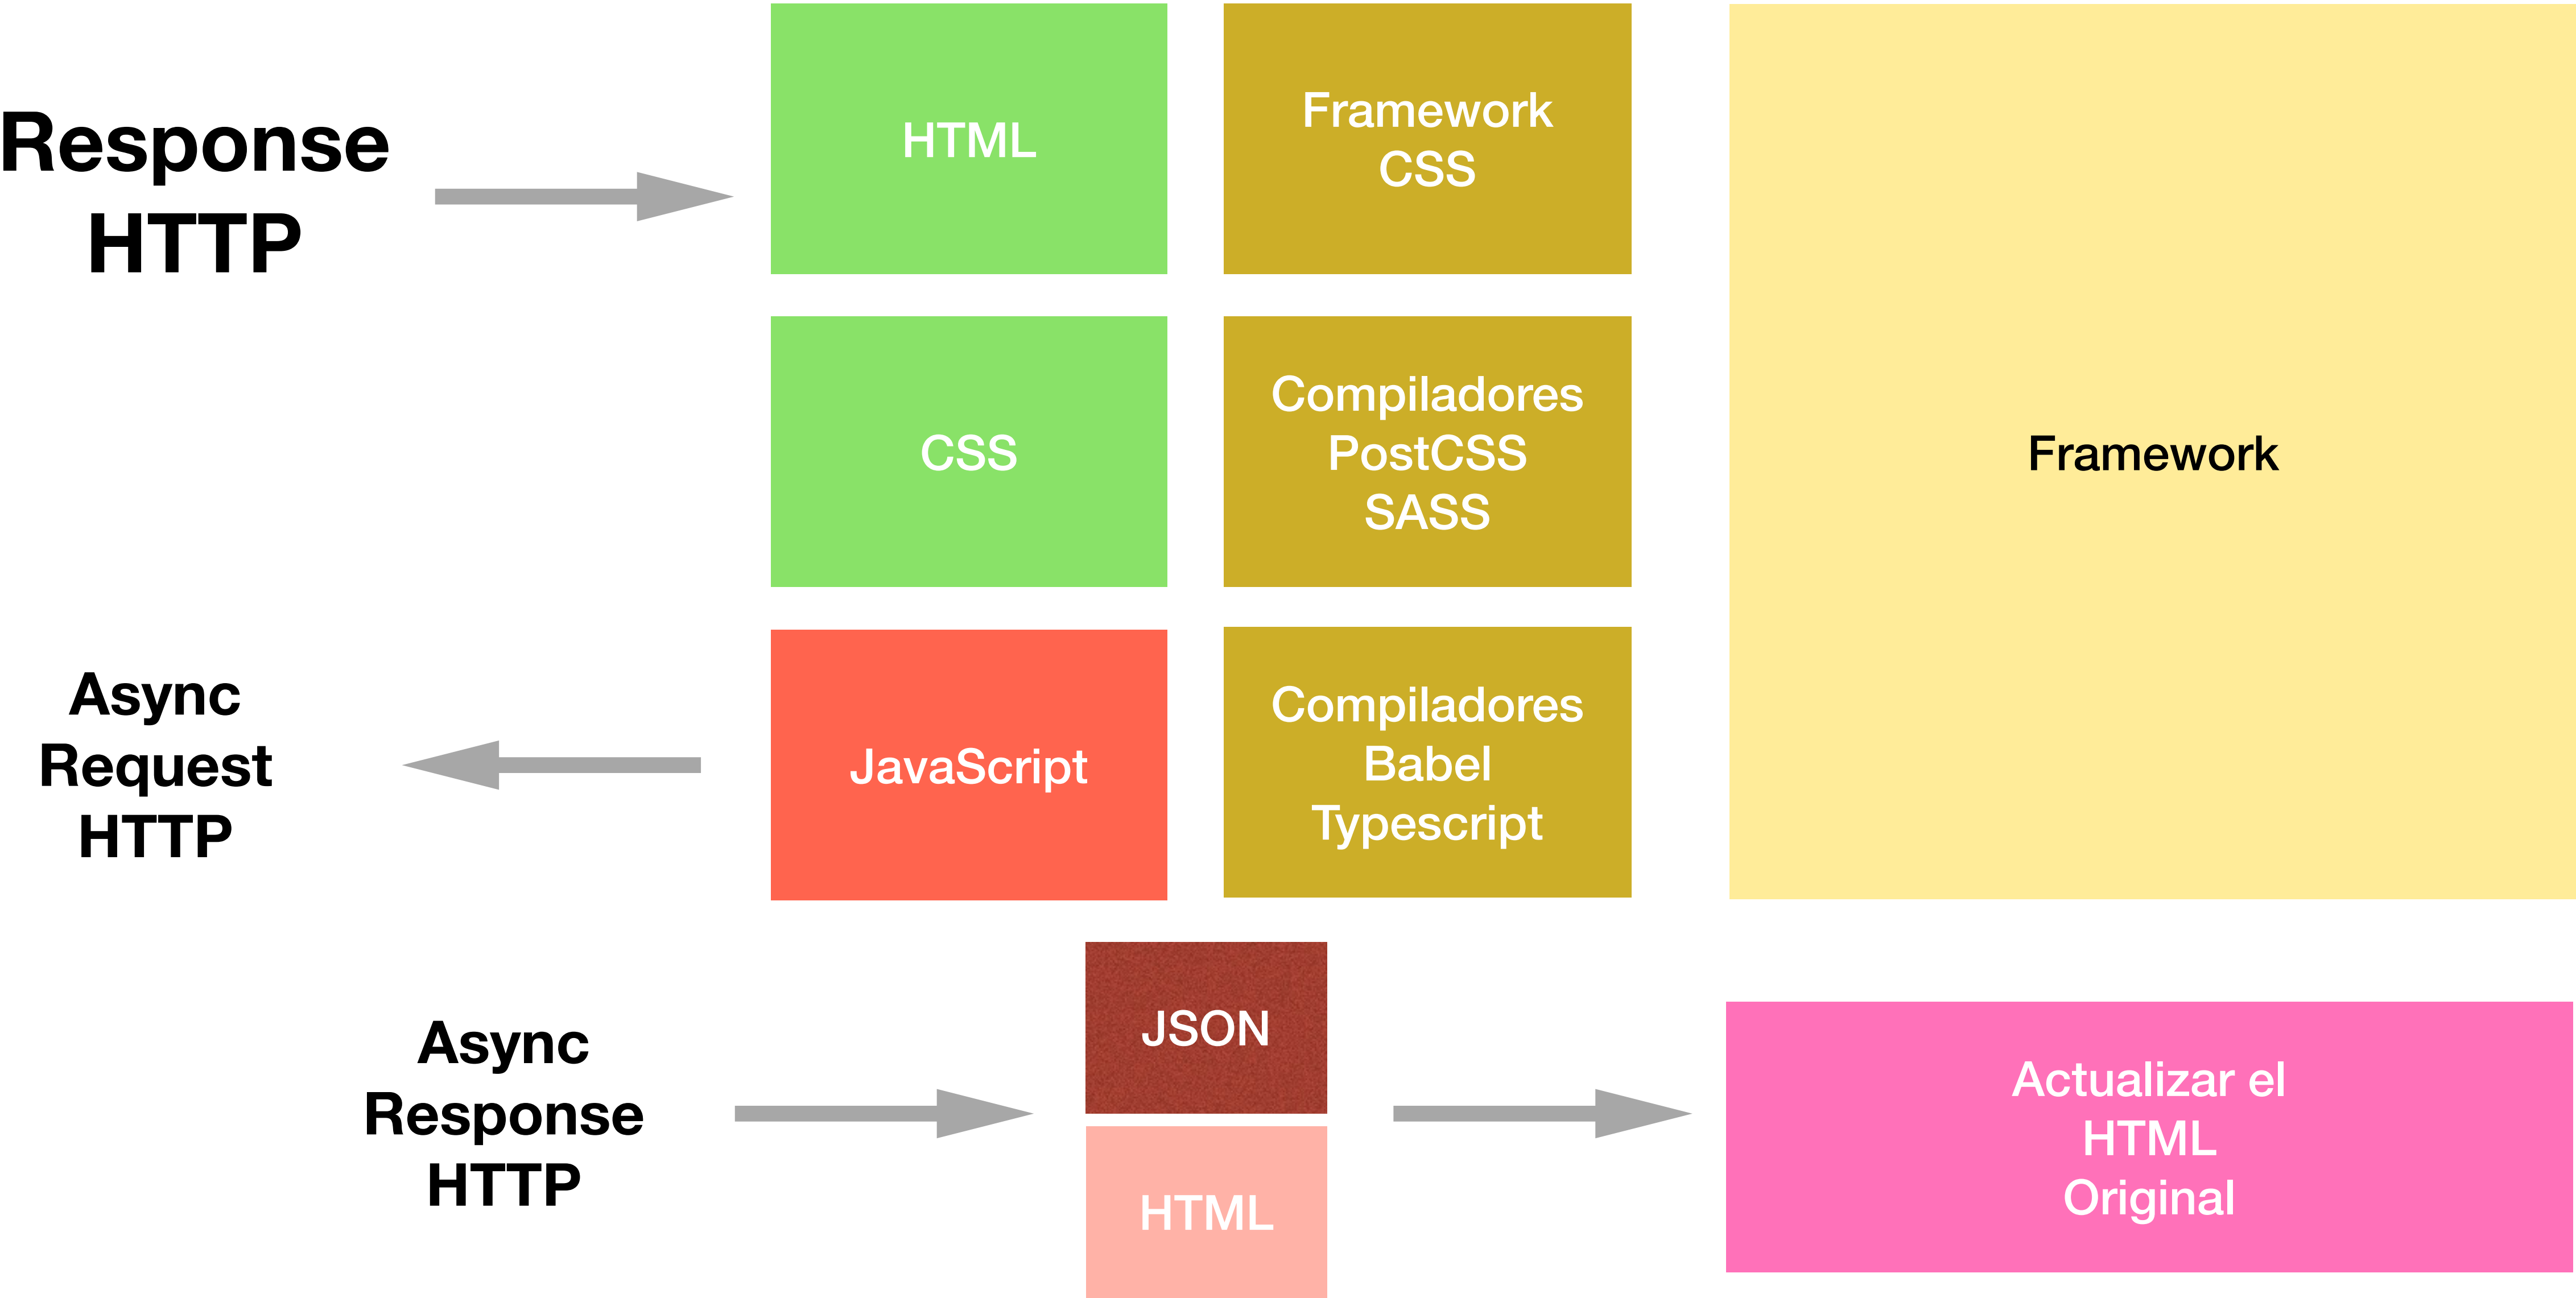 Response
HTTP
HTML
Framework
CSS
CSS
Compiladores
PostCSS
SASS
Framework
Async
Request
HTTP
JavaScript
Compiladores
Babel
Typescript
Async
Response
HTTP
JSON
HTML
Actualizar el
HTML
Original